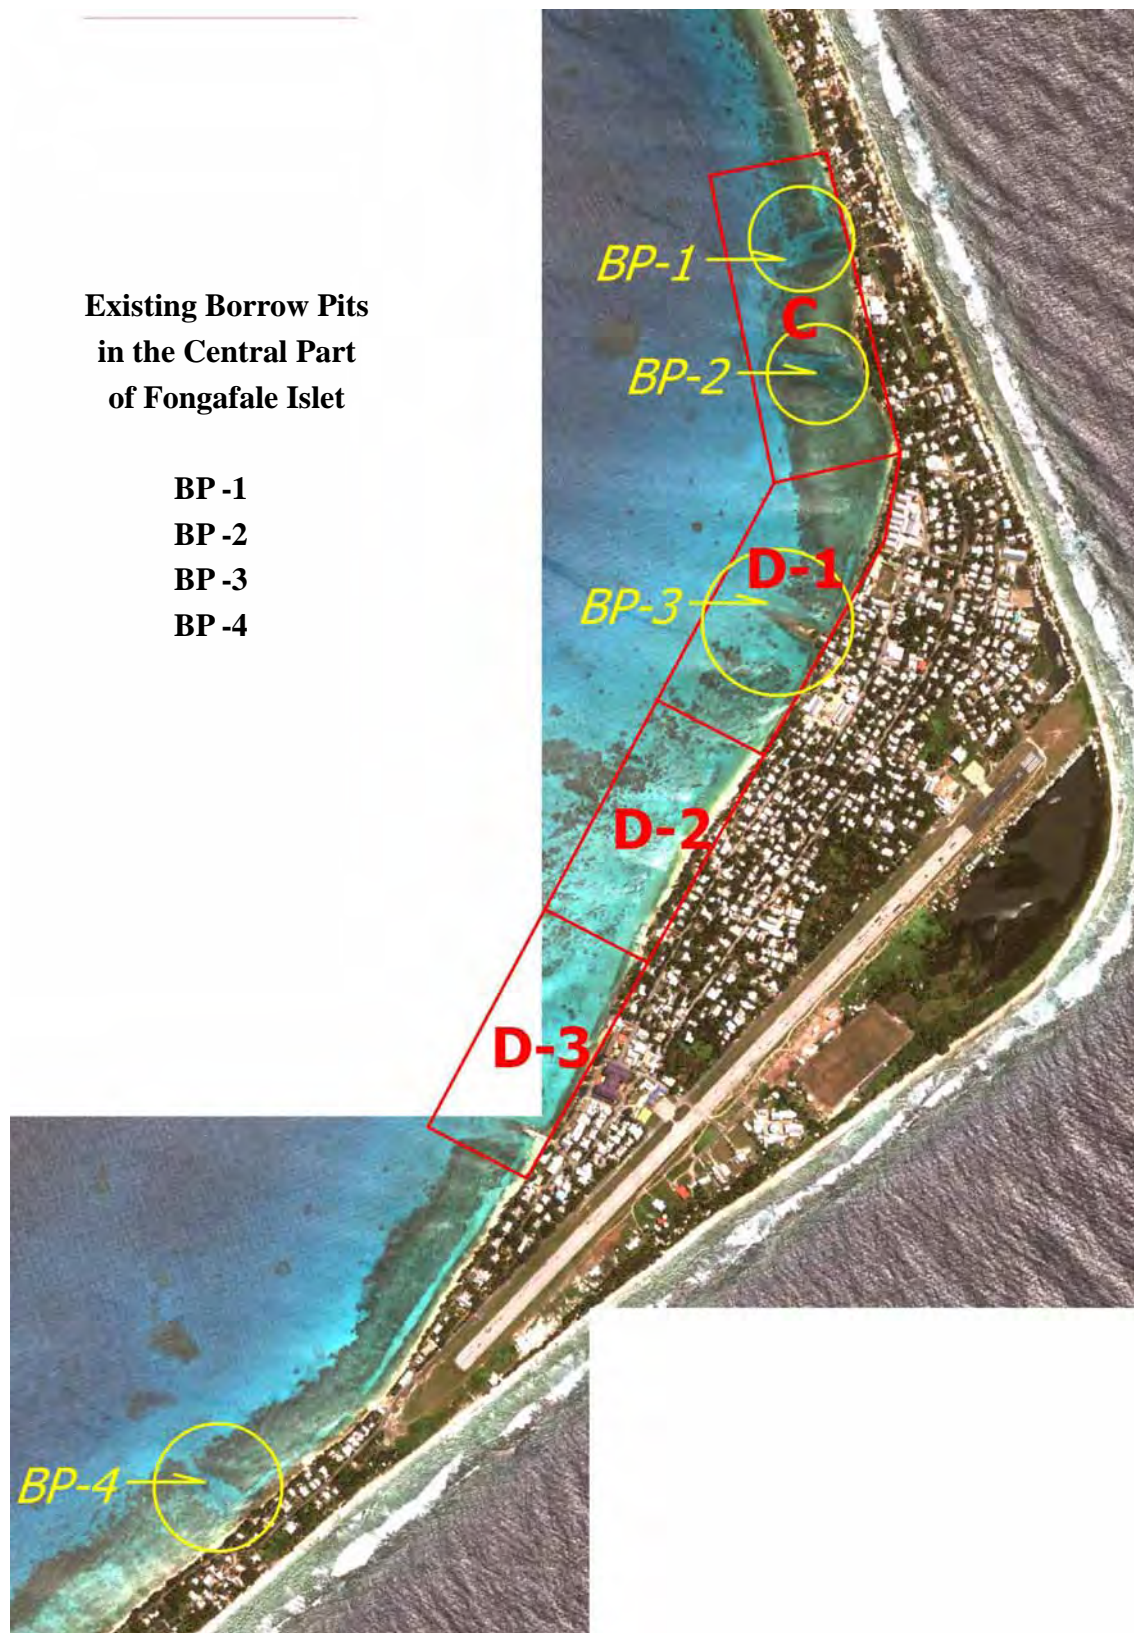 Existing Borrow Pits
in the Central Part
of Fongafale Islet
BP -1
BP -2
BP -3
BP -4
BP-1
C
BP-2
D-1
BP-3
D-2
D-3
BP-4